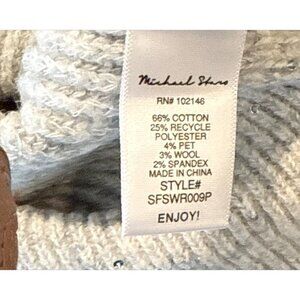 Michael Stars
RN# 102146
66% COTTON
25% RECYCLE
POLYESTER
4% PET
3% WOOL
2% SPANDEX
MADE IN CHINA
STYLE#
SFSWR009P
ENJOY!